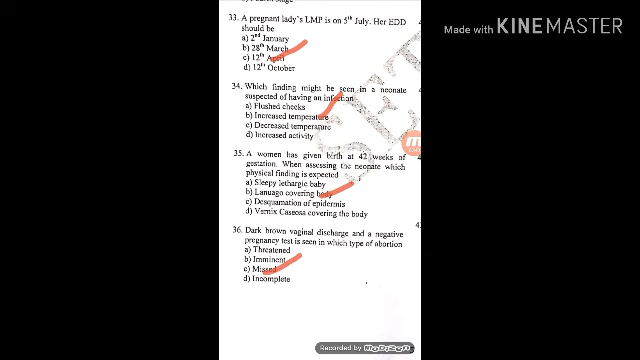 33. A pregnant lady's LMP is on 5th July. Her EDD
should be
a) 2nd January
b) 28th March
c) 12th April
d) 12th October
34. Which finding might be seen in a neonate
suspected of having an infection
a) Flushed checks
b) Increased temperature
c) Decreased temperature
d) Increased activity
35. A women has given birth at 42 weeks of
gestation. When assessing the neonate which
physical finding is expected
a) Sleepy lethargic baby
b) Lanuago covering body
c) Desquamation of epidermis
d) Vernix Caseosa covering the body
36. Dark brown vaginal discharge and a negative
pregnancy test is seen in which type of abortion
a) Threatened
b) Imminent
c) Missed
d) Incomplete
SET
Made with KINEMASTER
Recorded by